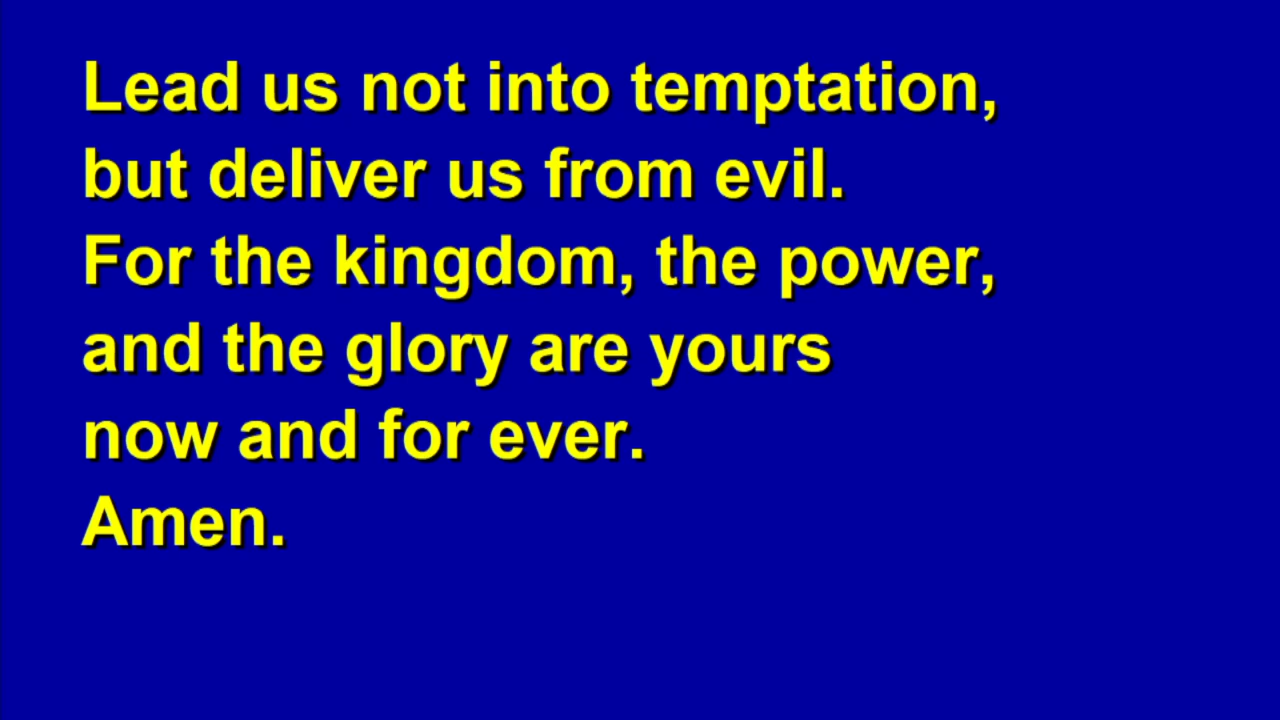 Lead us not into temptation,
but deliver us from evil.
For the kingdom, the power,
and the glory are yours
now and for ever.
Amen.